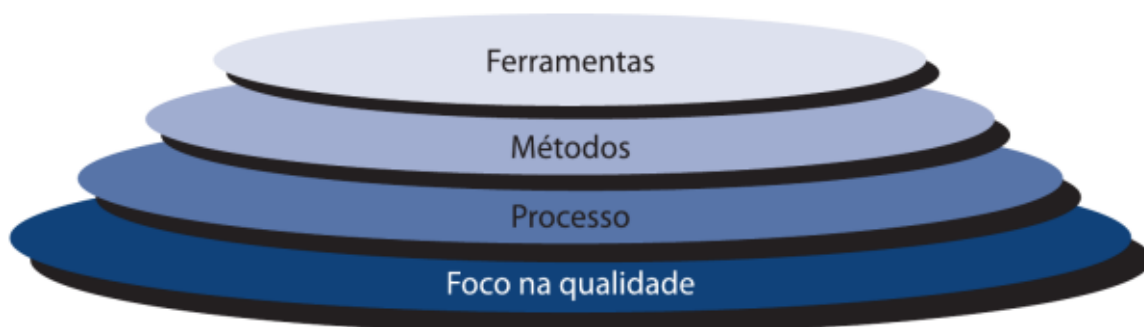 Ferramentas
Métodos
Processo
Foco na qualidade